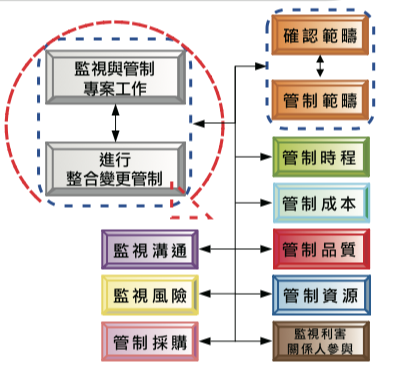 監視與管制
專案工作
進行
整合變更管制
確認範疇
管制範疇
管制時程
管制成本
監視溝通
管制品質
監視風險
管制資源
管制採購
監視利害
關係人參與